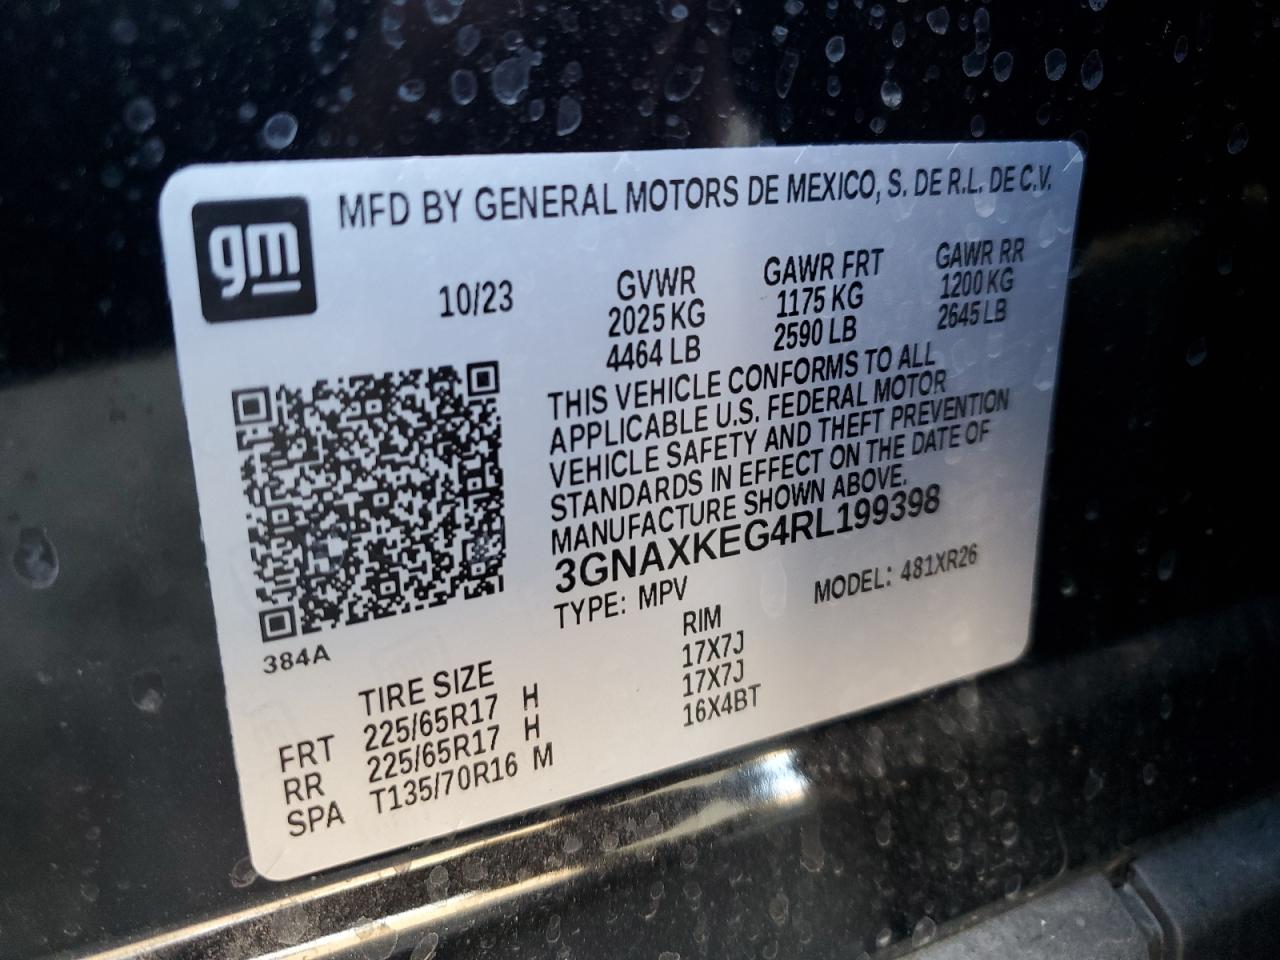 gm
MFD BY GENERAL MOTORS DE MEXICO, S. DE R.L. DE C.V.
10/23 GVWR GAWR FRT GAWR RR
2025 KG 1175 KG 1200 KG
4464 LB 2590 LB 2645 LB
THIS VEHICLE CONFORMS TO ALL
APPLICABLE U.S. FEDERAL MOTOR
VEHICLE SAFETY AND THEFT PREVENTION
STANDARDS IN EFFECT ON THE DATE OF
MANUFACTURE SHOWN ABOVE.
3GNAXKEG4RL199398
TYPE: MPV MODEL: 481XR26
384A
TIRE SIZE RIM
FRT 225/65R17 H 17X7J
RR 225/65R17 H 17X7J
SPA T135/70R16 M 16X4BT